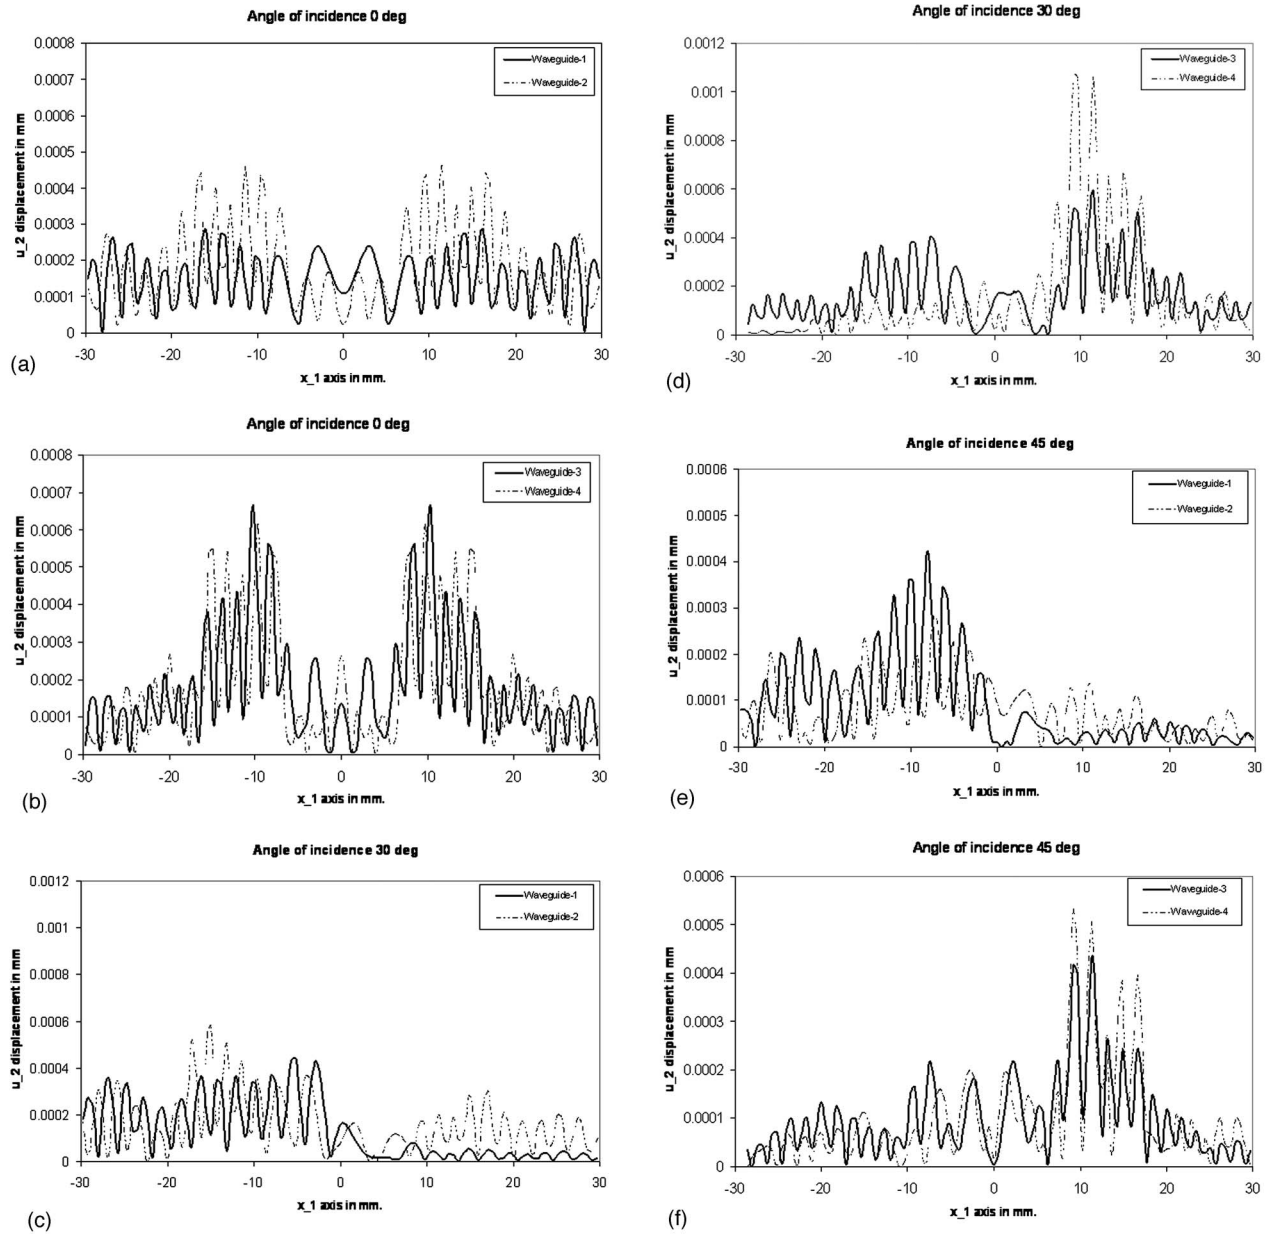 Angle of incidence 0 deg
u_2 displacement in mm
0.0008
0.0007
0.0006
0.0005
0.0004
0.0003
0.0002
0.0001
0
Waveguide-1
Waveguide-2
-30 -20 -10 0 10 20 30
x_1 axis in mm.
(a)
Angle of incidence 0 deg
u_2 displacement in mm
0.0008
0.0007
0.0006
0.0005
0.0004
0.0003
0.0002
0.0001
0
Waveguide-3
Waveguide-4
-30 -20 -10 0 10 20 30
x_1 axis in mm.
(b)
Angle of incidence 30 deg
u_2 displacement in mm
0.0012
0.001
0.0008
0.0006
0.0004
0.0002
0
Waveguide-1
Waveguide-2
-30 -20 -10 0 10 20 30
x_1 axis in mm.
(c)
Angle of incidence 30 deg
u_2 displacement in mm
0.0012
0.001
0.0008
0.0006
0.0004
0.0002
0
Waveguide-3
Waveguide-4
-30 -20 -10 0 10 20 30
x_1 axis in mm.
(d)
Angle of incidence 45 deg
u_2 displacement in mm
0.0006
0.0005
0.0004
0.0003
0.0002
0.0001
0
Waveguide-1
Waveguide-2
-30 -20 -10 0 10 20 30
x_1 axis in mm.
(e)
Angle of incidence 45 deg
u_2 displacement in mm
0.0006
0.0005
0.0004
0.0003
0.0002
0.0001
0
Waveguide-3
Wavwguide-4
-30 -20 -10 0 10 20 30
x_1 axis in mm.
(f)